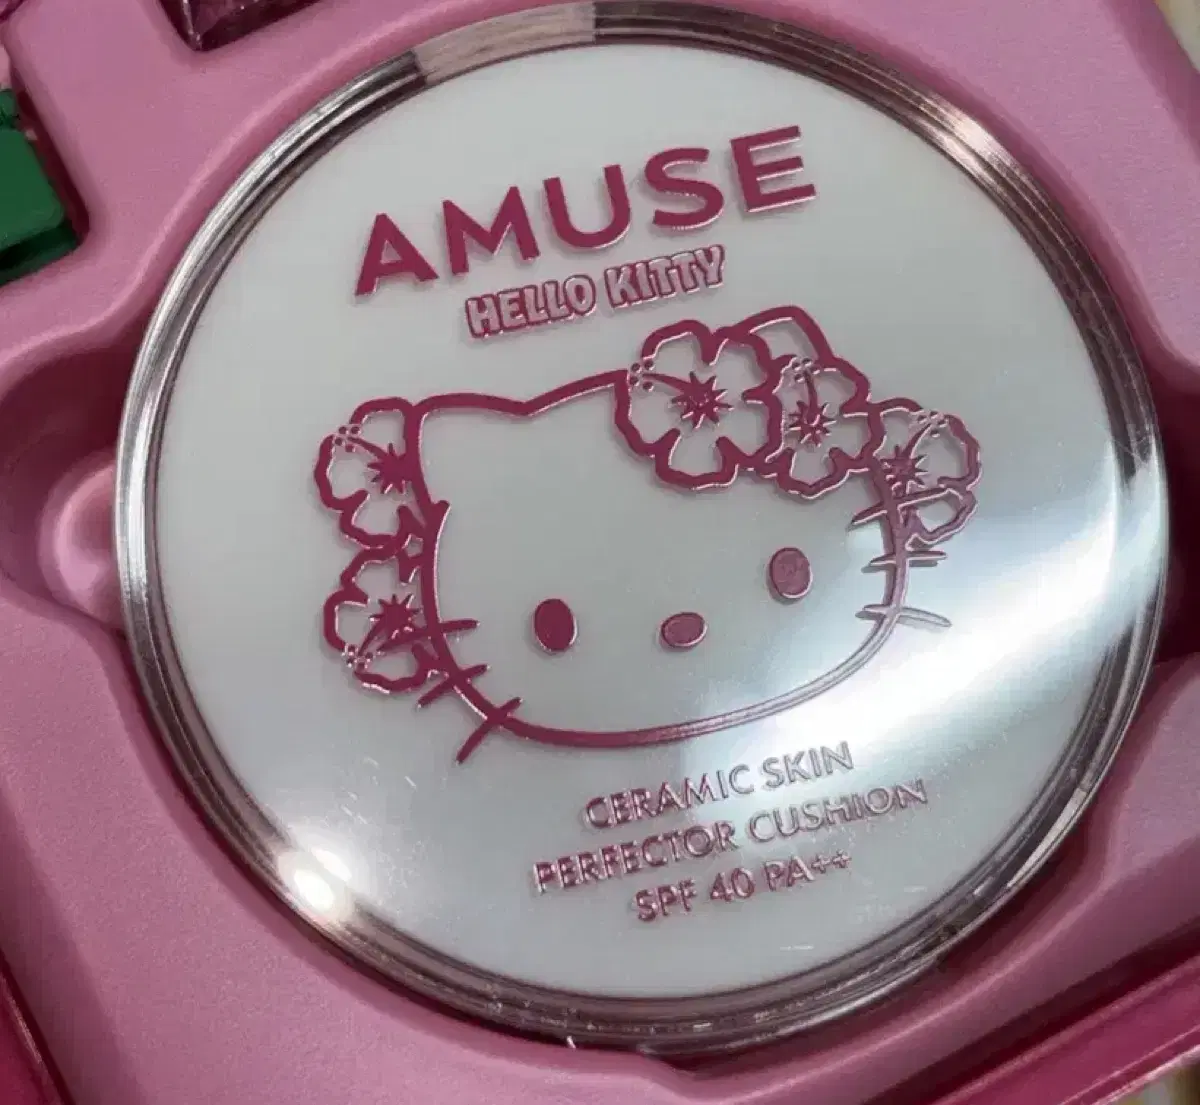 AMUSE
HELLO KITTY
CERAMIC SKIN
PERFECTOR CUSHION
SPF 40 PA++